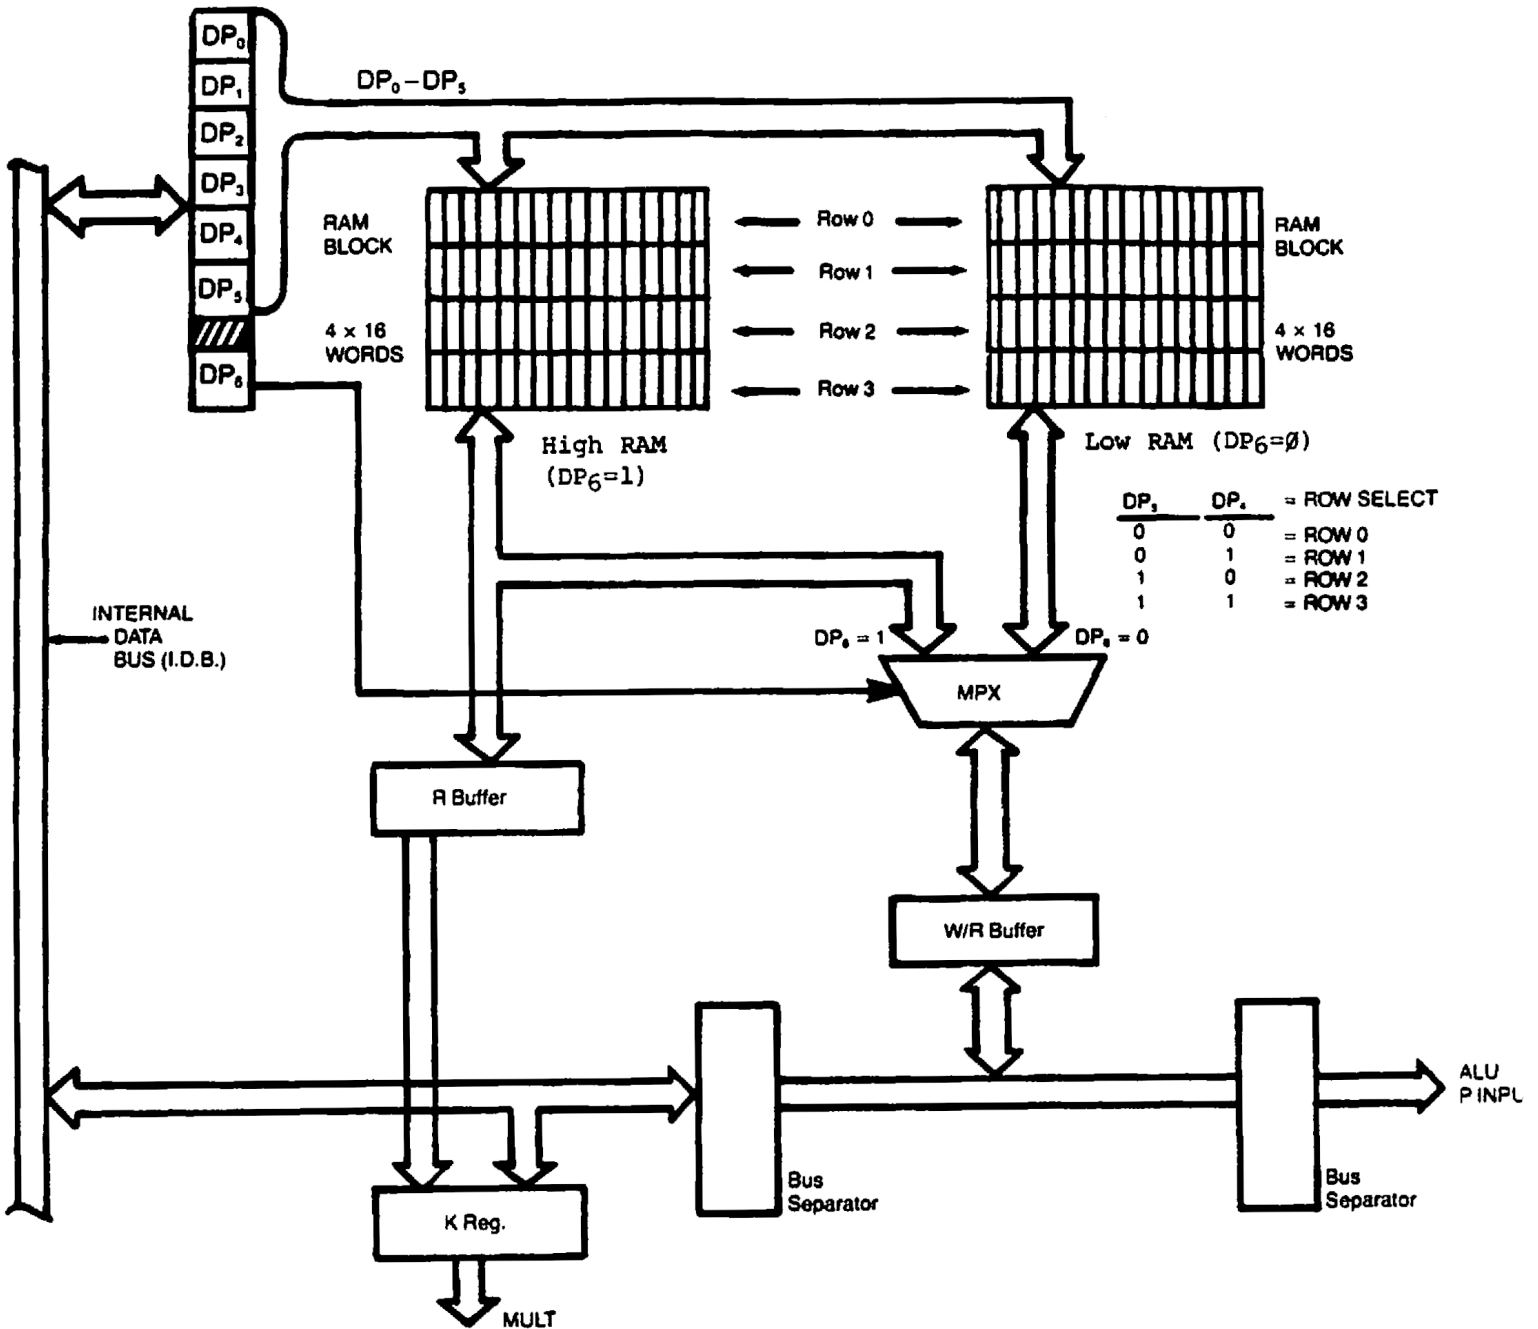 DP₀
DP₁
DP₂
DP₃
DP₄
DP₅
DP₆
DP₀–DP₅
RAM
BLOCK
4 × 16
WORDS
Row 0
Row 1
Row 2
Row 3
RAM
BLOCK
4 × 16
WORDS
High RAM
(DP6=1)
Low RAM (DP6=Ø)
DP₅ DP₄ = ROW SELECT
0 0 = ROW 0
0 1 = ROW 1
1 0 = ROW 2
1 1 = ROW 3
INTERNAL
DATA
BUS (I.D.B.)
DP₆ = 1
DP₆ = 0
MPX
R Buffer
W/R Buffer
Bus
Separator
Bus
Separator
ALU
P INPU
K Reg.
MULT